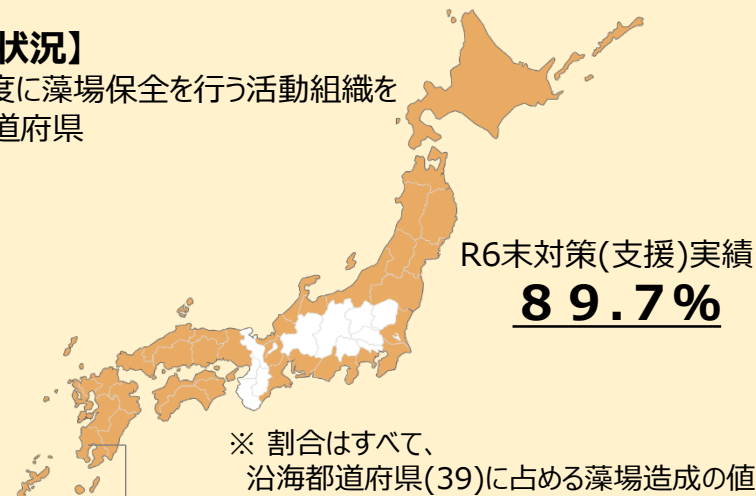 状況】
度に藻場保全を行う活動組織を
道府県
R6末対策(支援)実績
８９.７%
※ 割合はすべて、
沿海都道府県(39)に占める藻場造成の値